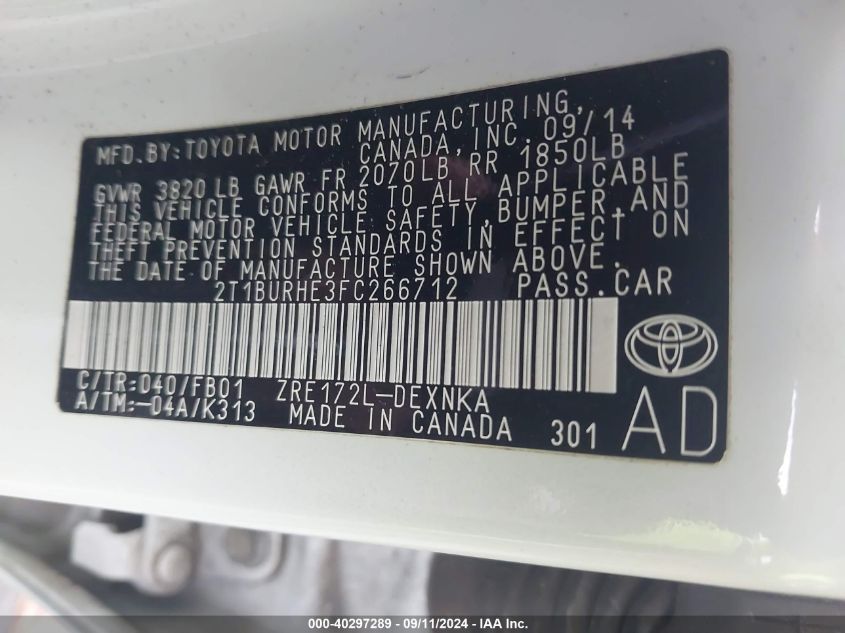 MFD.BY:TOYOTA MOTOR MANUFACTURING,
CANADA,INC. 09/14
GVWR 3820 LB GAWR FR 2070LB RR 1850LB
THIS VEHICLE CONFORMS TO ALL APPLICABLE
FEDERAL MOTOR VEHICLE SAFETY,BUMPER,AND
THEFT PREVENTION STANDARDS IN EFFECT ON
THE DATE OF MANUFACTURE SHOWN ABOVE.
2T1BURHE3FC266712 PASS.CAR
C/TR:040/FB01 ZRE172L-DEXNKA
A/TM:-04A/K313 MADE IN CANADA 301 AD
000-40297289 - 09/11/2024 - IAA Inc.